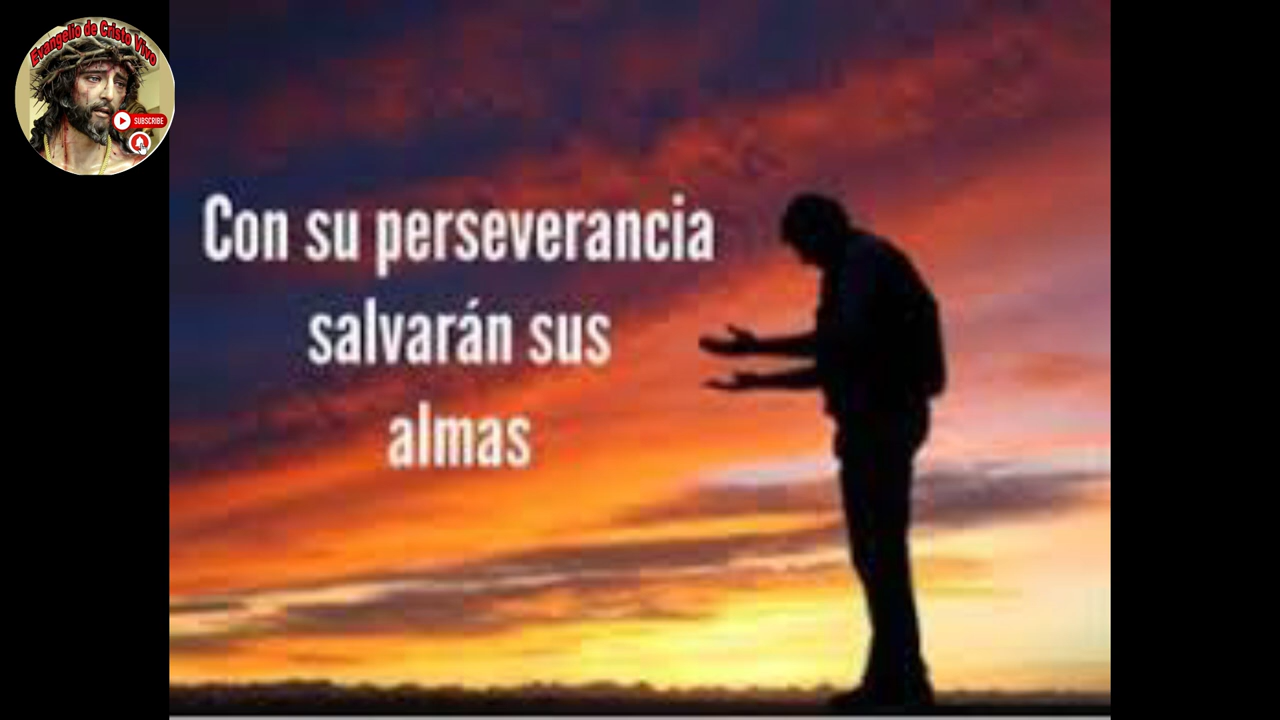 Evangelio de Cristo Vivo
SUBSCRIBE
Con su perseverancia
salvarán sus
almas